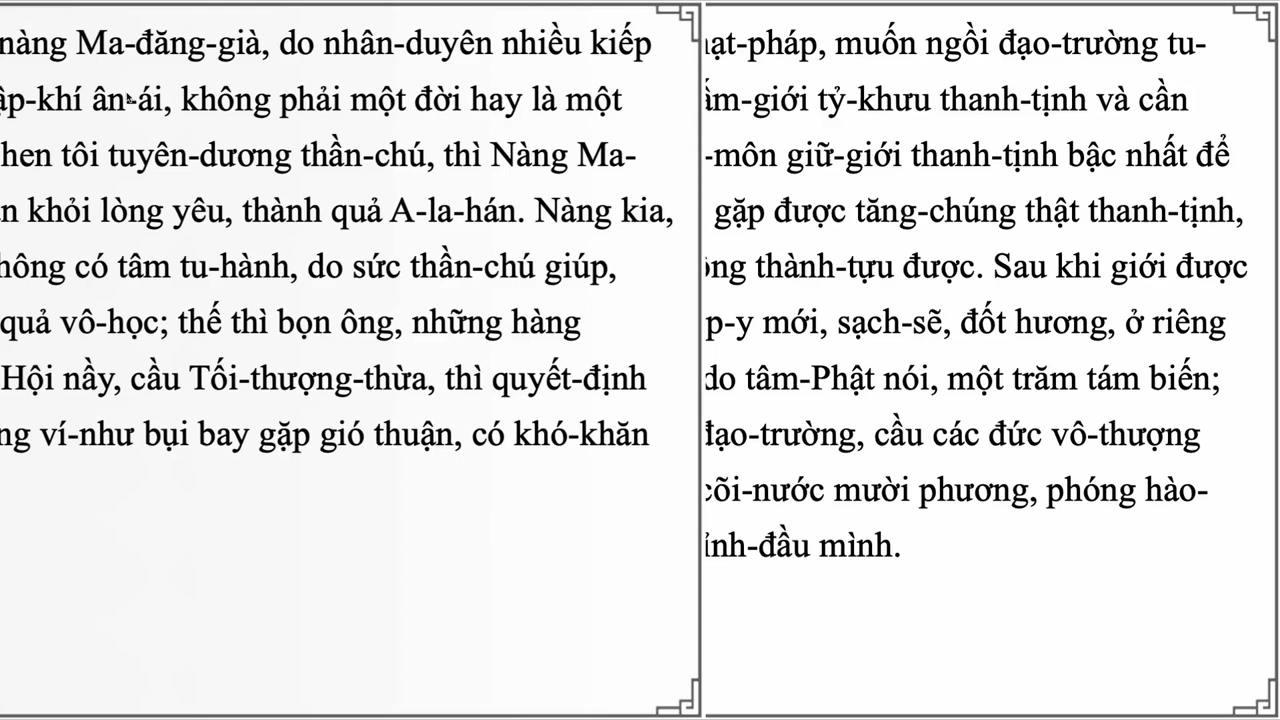 nàng Ma-đăng-già, do nhân-duyên nhiều kiếp
ập-khí ân-ái, không phải một đời hay là một
hen tôi tuyên-dương thần-chú, thì Nàng Ma-
n khỏi lòng yêu, thành quả A-la-hán. Nàng kia,
hông có tâm tu-hành, do sức thần-chú giúp,
quả vô-học; thế thì bọn ông, những hàng
Hội nầy, cầu Tối-thượng-thừa, thì quyết-định
ng ví-như bụi bay gặp gió thuận, có khó-khăn
ạt-pháp, muốn ngồi đạo-trường tu-
ấm-giới tỷ-khưu thanh-tịnh và cần
-môn giữ-giới thanh-tịnh bậc nhất để
gặp được tăng-chúng thật thanh-tịnh,
ông thành-tựu được. Sau khi giới được
p-y mới, sạch-sẽ, đốt hương, ở riêng
do tâm-Phật nói, một trăm tám biến;
đạo-trường, cầu các đức vô-thượng
cõi-nước mười phương, phóng hào-
ỉnh-đầu mình.